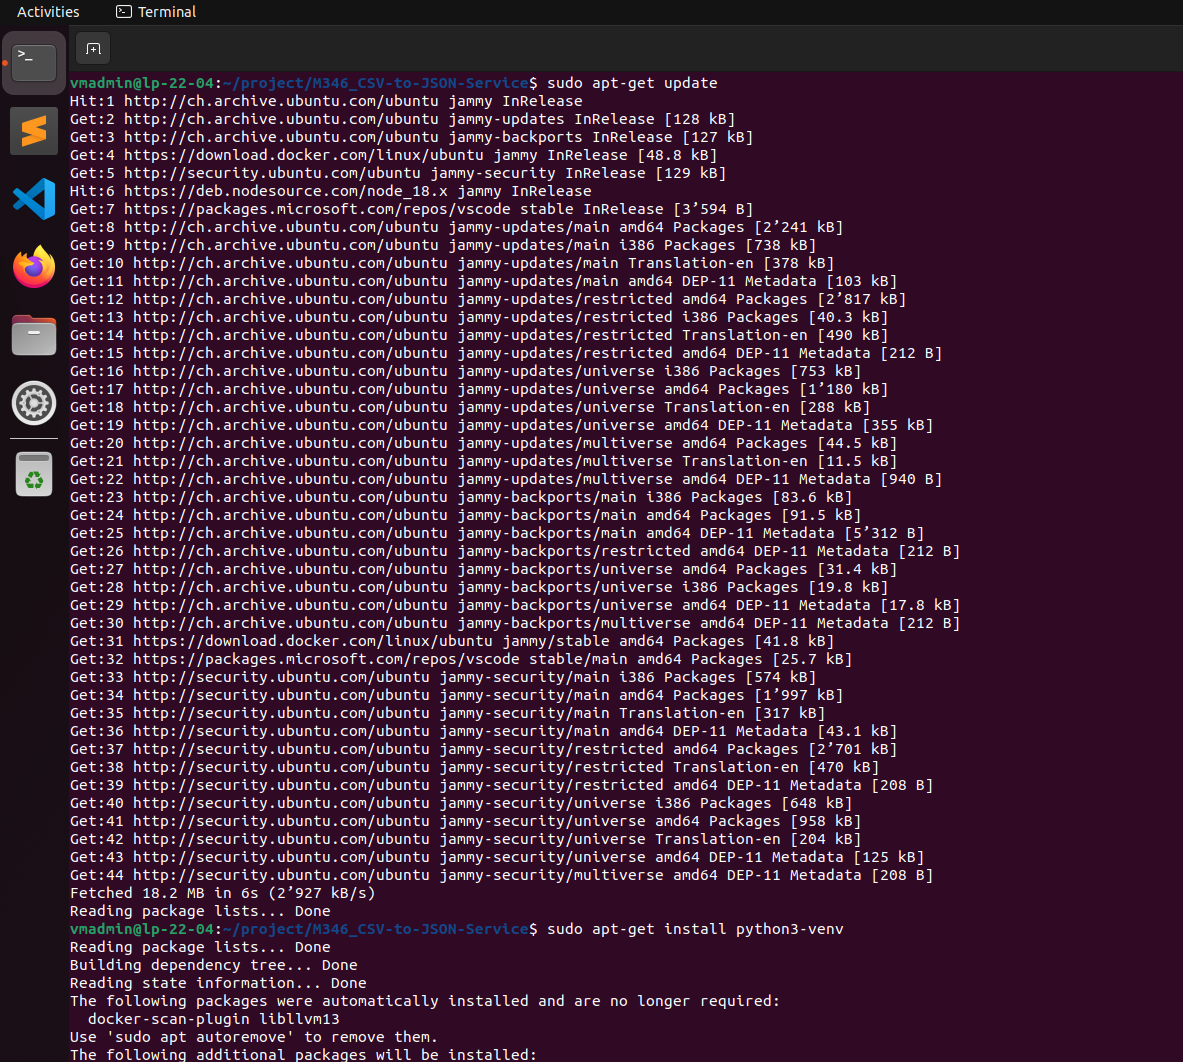 Activities
Terminal
vmadmin@lp-22-04:~/project/M346_CSV-to-JSON-Service$ sudo apt-get update
Hit:1 http://ch.archive.ubuntu.com/ubuntu jammy InRelease
Get:2 http://ch.archive.ubuntu.com/ubuntu jammy-updates InRelease [128 kB]
Get:3 http://ch.archive.ubuntu.com/ubuntu jammy-backports InRelease [127 kB]
Get:4 https://download.docker.com/linux/ubuntu jammy InRelease [48.8 kB]
Get:5 http://security.ubuntu.com/ubuntu jammy-security InRelease [129 kB]
Hit:6 https://deb.nodesource.com/node_18.x jammy InRelease
Get:7 https://packages.microsoft.com/repos/vscode stable InRelease [3’594 B]
Get:8 http://ch.archive.ubuntu.com/ubuntu jammy-updates/main amd64 Packages [2’241 kB]
Get:9 http://ch.archive.ubuntu.com/ubuntu jammy-updates/main i386 Packages [738 kB]
Get:10 http://ch.archive.ubuntu.com/ubuntu jammy-updates/main Translation-en [378 kB]
Get:11 http://ch.archive.ubuntu.com/ubuntu jammy-updates/main amd64 DEP-11 Metadata [103 kB]
Get:12 http://ch.archive.ubuntu.com/ubuntu jammy-updates/restricted amd64 Packages [2’817 kB]
Get:13 http://ch.archive.ubuntu.com/ubuntu jammy-updates/restricted i386 Packages [40.3 kB]
Get:14 http://ch.archive.ubuntu.com/ubuntu jammy-updates/restricted Translation-en [490 kB]
Get:15 http://ch.archive.ubuntu.com/ubuntu jammy-updates/restricted amd64 DEP-11 Metadata [212 B]
Get:16 http://ch.archive.ubuntu.com/ubuntu jammy-updates/universe i386 Packages [753 kB]
Get:17 http://ch.archive.ubuntu.com/ubuntu jammy-updates/universe amd64 Packages [1’180 kB]
Get:18 http://ch.archive.ubuntu.com/ubuntu jammy-updates/universe Translation-en [288 kB]
Get:19 http://ch.archive.ubuntu.com/ubuntu jammy-updates/universe amd64 DEP-11 Metadata [355 kB]
Get:20 http://ch.archive.ubuntu.com/ubuntu jammy-updates/multiverse amd64 Packages [44.5 kB]
Get:21 http://ch.archive.ubuntu.com/ubuntu jammy-updates/multiverse Translation-en [11.5 kB]
Get:22 http://ch.archive.ubuntu.com/ubuntu jammy-updates/multiverse amd64 DEP-11 Metadata [940 B]
Get:23 http://ch.archive.ubuntu.com/ubuntu jammy-backports/main i386 Packages [83.6 kB]
Get:24 http://ch.archive.ubuntu.com/ubuntu jammy-backports/main amd64 Packages [91.5 kB]
Get:25 http://ch.archive.ubuntu.com/ubuntu jammy-backports/main amd64 DEP-11 Metadata [5’312 B]
Get:26 http://ch.archive.ubuntu.com/ubuntu jammy-backports/restricted amd64 DEP-11 Metadata [212 B]
Get:27 http://ch.archive.ubuntu.com/ubuntu jammy-backports/universe amd64 Packages [31.4 kB]
Get:28 http://ch.archive.ubuntu.com/ubuntu jammy-backports/universe i386 Packages [19.8 kB]
Get:29 http://ch.archive.ubuntu.com/ubuntu jammy-backports/universe amd64 DEP-11 Metadata [17.8 kB]
Get:30 http://ch.archive.ubuntu.com/ubuntu jammy-backports/multiverse amd64 DEP-11 Metadata [212 B]
Get:31 https://download.docker.com/linux/ubuntu jammy/stable amd64 Packages [41.8 kB]
Get:32 https://packages.microsoft.com/repos/vscode stable/main amd64 Packages [25.7 kB]
Get:33 http://security.ubuntu.com/ubuntu jammy-security/main i386 Packages [574 kB]
Get:34 http://security.ubuntu.com/ubuntu jammy-security/main amd64 Packages [1’997 kB]
Get:35 http://security.ubuntu.com/ubuntu jammy-security/main Translation-en [317 kB]
Get:36 http://security.ubuntu.com/ubuntu jammy-security/main amd64 DEP-11 Metadata [43.1 kB]
Get:37 http://security.ubuntu.com/ubuntu jammy-security/restricted amd64 Packages [2’701 kB]
Get:38 http://security.ubuntu.com/ubuntu jammy-security/restricted Translation-en [470 kB]
Get:39 http://security.ubuntu.com/ubuntu jammy-security/restricted amd64 DEP-11 Metadata [208 B]
Get:40 http://security.ubuntu.com/ubuntu jammy-security/universe i386 Packages [648 kB]
Get:41 http://security.ubuntu.com/ubuntu jammy-security/universe amd64 Packages [958 kB]
Get:42 http://security.ubuntu.com/ubuntu jammy-security/universe Translation-en [204 kB]
Get:43 http://security.ubuntu.com/ubuntu jammy-security/universe amd64 DEP-11 Metadata [125 kB]
Get:44 http://security.ubuntu.com/ubuntu jammy-security/multiverse amd64 DEP-11 Metadata [208 B]
Fetched 18.2 MB in 6s (2’927 kB/s)
Reading package lists... Done
vmadmin@lp-22-04:~/project/M346_CSV-to-JSON-Service$ sudo apt-get install python3-venv
Reading package lists... Done
Building dependency tree... Done
Reading state information... Done
The following packages were automatically installed and are no longer required:
  docker-scan-plugin libllvm13
Use 'sudo apt autoremove' to remove them.
The following additional packages will be installed: